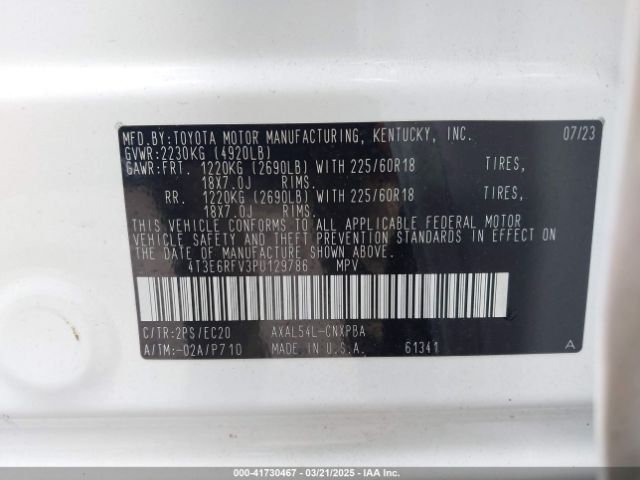 MFD.BY:TOYOTA MOTOR MANUFACTURING, KENTUCKY, INC. 07/23
GVWR:2230KG (4920LB)
GAWR:FRT. 1220KG (2690LB) WITH 225/60R18 TIRES,
18X7.0J RIMS.
RR. 1220KG (2690LB) WITH 225/60R18 TIRES,
18X7.0J RIMS.
THIS VEHICLE CONFORMS TO ALL APPLICABLE FEDERAL MOTOR
VEHICLE SAFETY AND THEFT PREVENTION STANDARDS IN EFFECT ON
THE DATE OF MANUFACTURE SHOWN ABOVE.
4T3E6RFV3PU129786 MPV
C/TR:2PS/EC20 AXAL54L-CNXPBA
A/TM:-02A/P710 MADE IN U.S.A. 61341 A
000-41730467 - 03/21/2025 - IAA Inc.